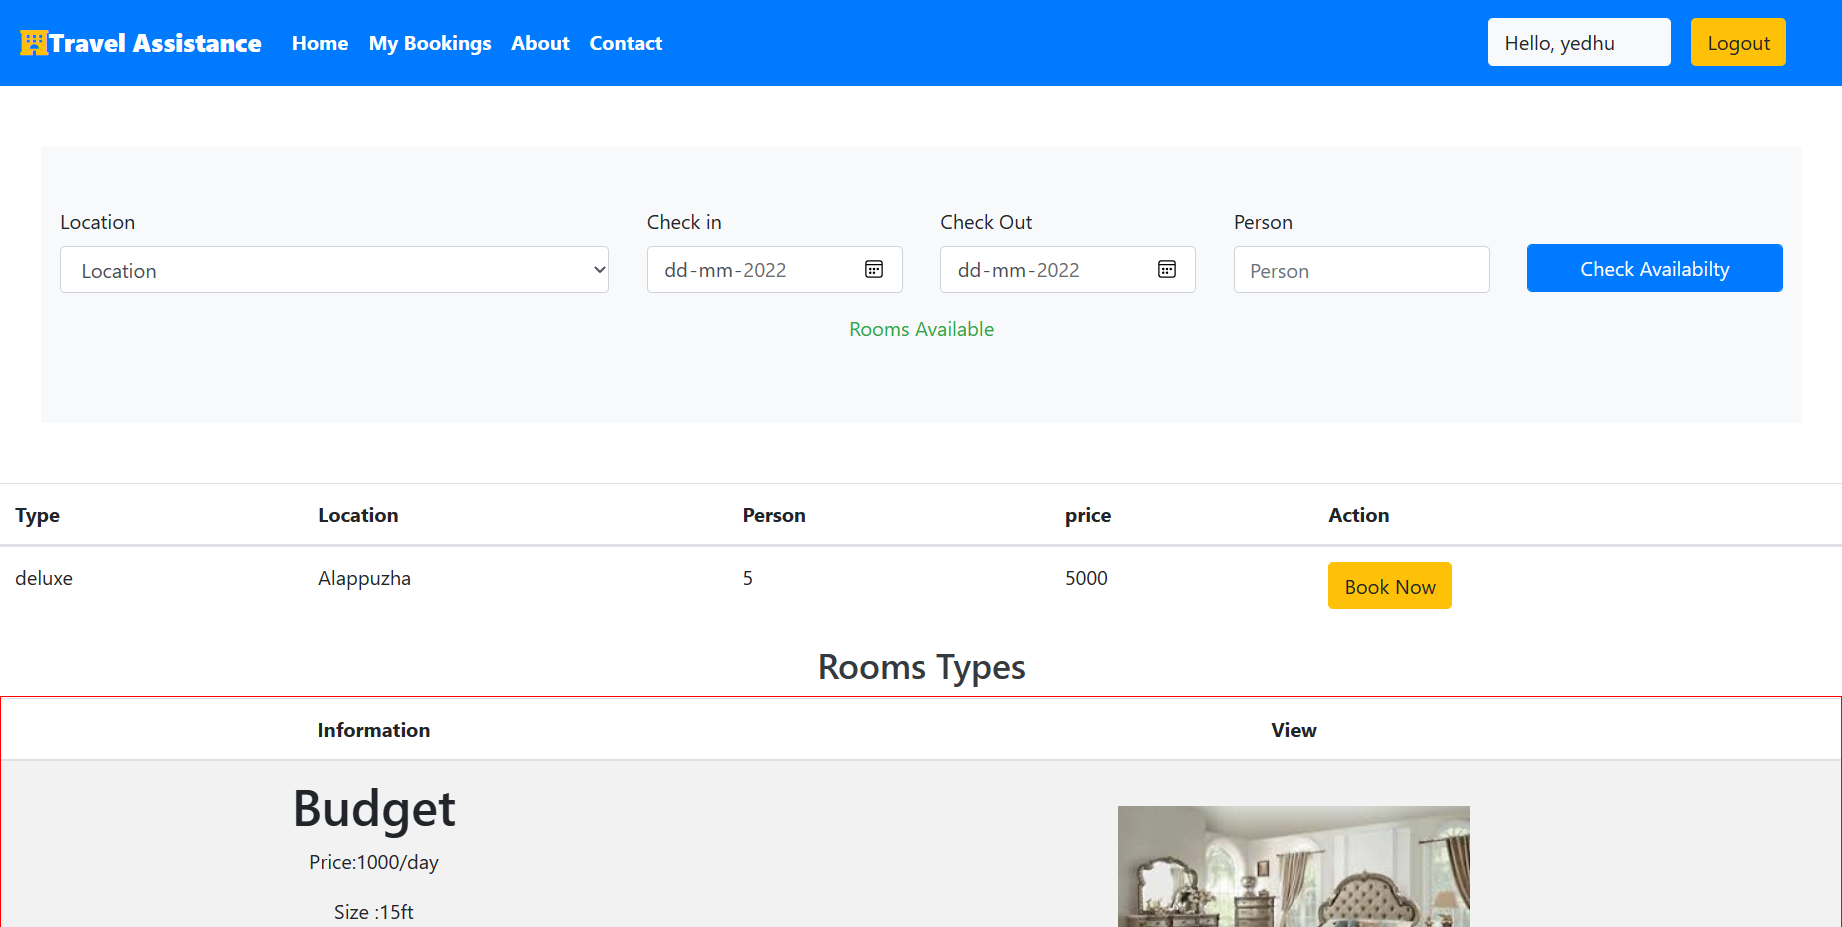 Travel Assistance Home My Bookings About Contact Hello, yedhu Logout
Location Check in Check Out Person
Location dd-mm-2022 dd-mm-2022 Person Check Availabilty
Rooms Available
Type Location Person price Action
deluxe Alappuzha 5 5000 Book Now
Rooms Types
Information View
Budget
Price:1000/day
Size :15ft